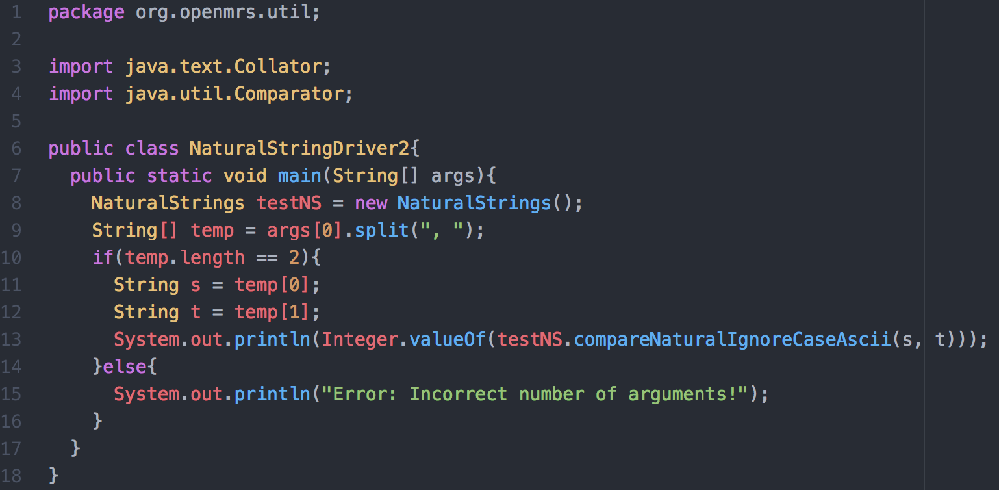 1 package org.openmrs.util;
2
3 import java.text.Collator;
4 import java.util.Comparator;
5
6 public class NaturalStringDriver2{
7   public static void main(String[] args){
8     NaturalStrings testNS = new NaturalStrings();
9     String[] temp = args[0].split(", ");
10     if(temp.length == 2){
11       String s = temp[0];
12       String t = temp[1];
13       System.out.println(Integer.valueOf(testNS.compareNaturalIgnoreCaseAscii(s, t)));
14     }else{
15       System.out.println("Error: Incorrect number of arguments!");
16     }
17   }
18 }